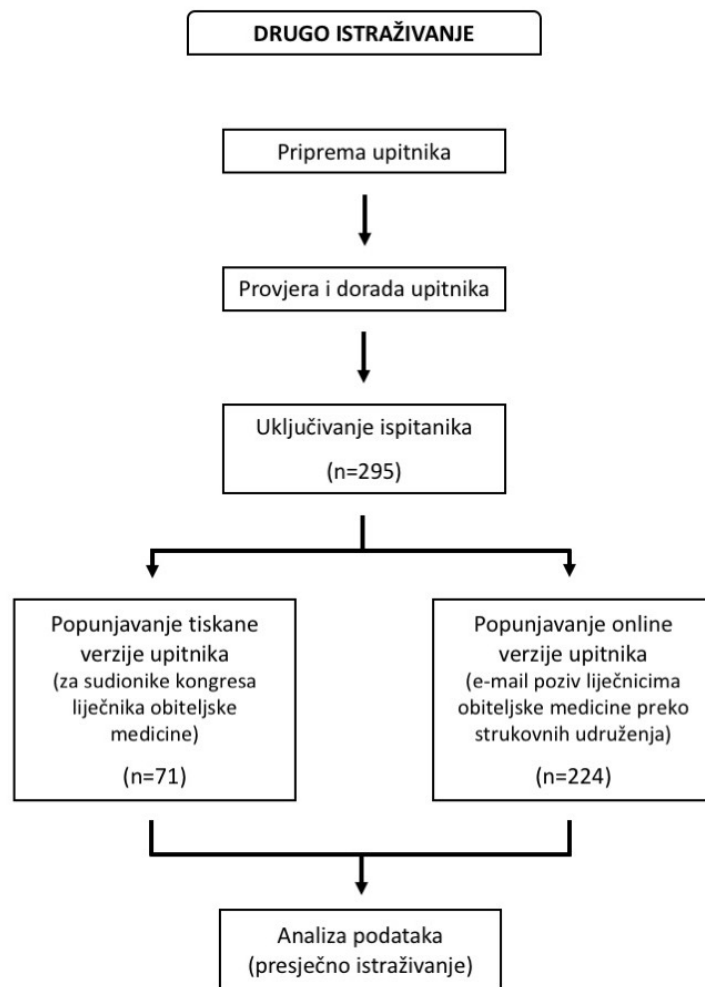 DRUGO ISTRAŽIVANJE
Priprema upitnika
Provjera i dorada upitnika
Uključivanje ispitanika
(n=295)
Popunjavanje tiskane
verzije upitnika
(za sudionike kongresa
liječnika obiteljske
medicine)
(n=71)
Popunjavanje online
verzije upitnika
(e-mail poziv liječnicima
obiteljske medicine preko
strukovnih udruženja)
(n=224)
Analiza podataka
(presječno istraživanje)